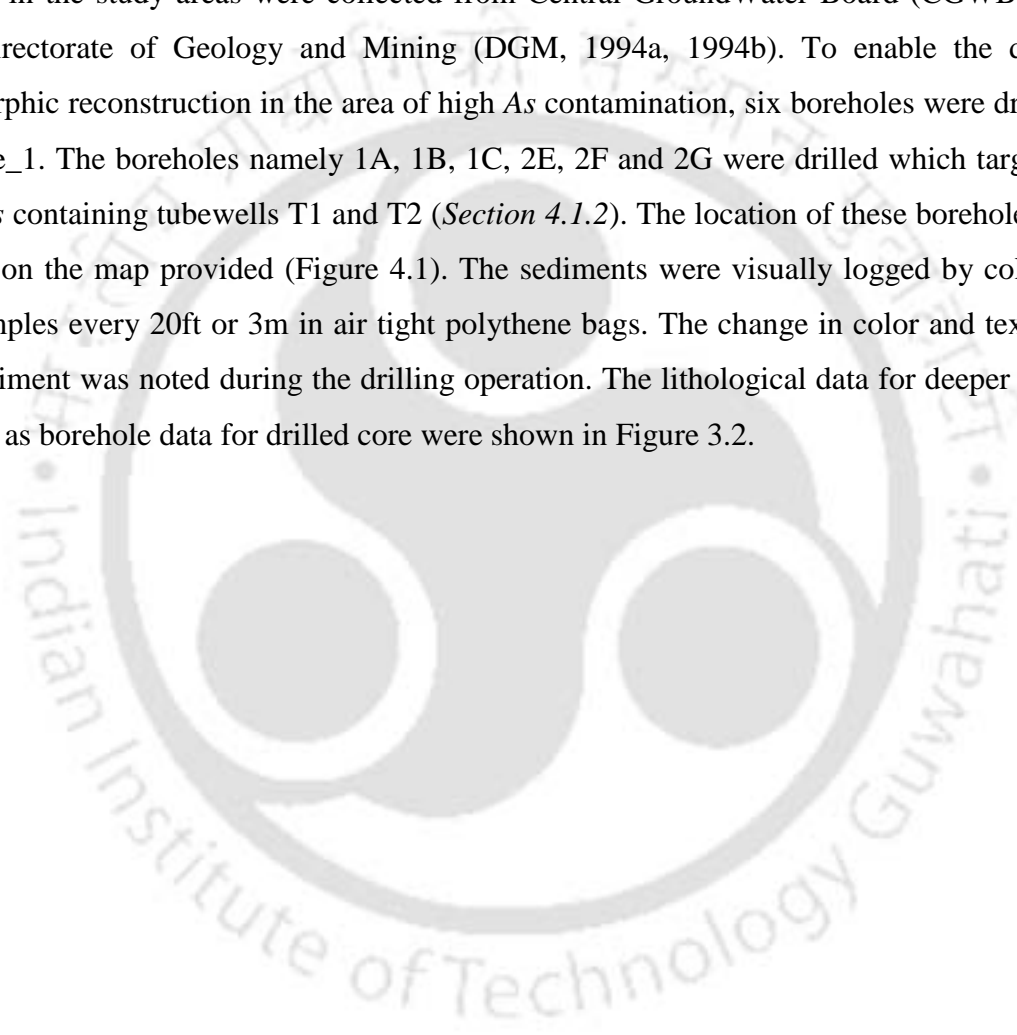 in the study areas were collected from Central GroundWater Board (CGWB
rectorate of Geology and Mining (DGM, 1994a, 1994b). To enable the
rphic reconstruction in the area of high As contamination, six boreholes were dr
e_1. The boreholes namely 1A, 1B, 1C, 2E, 2F and 2G were drilled which targ
s containing tubewells T1 and T2 (Section 4.1.2). The location of these borehole
on the map provided (Figure 4.1). The sediments were visually logged by col
nples every 20ft or 3m in air tight polythene bags. The change in color and tex
iment was noted during the drilling operation. The lithological data for deeper
as borehole data for drilled core were shown in Figure 3.2.
Indian Institute of Technology Guwahati